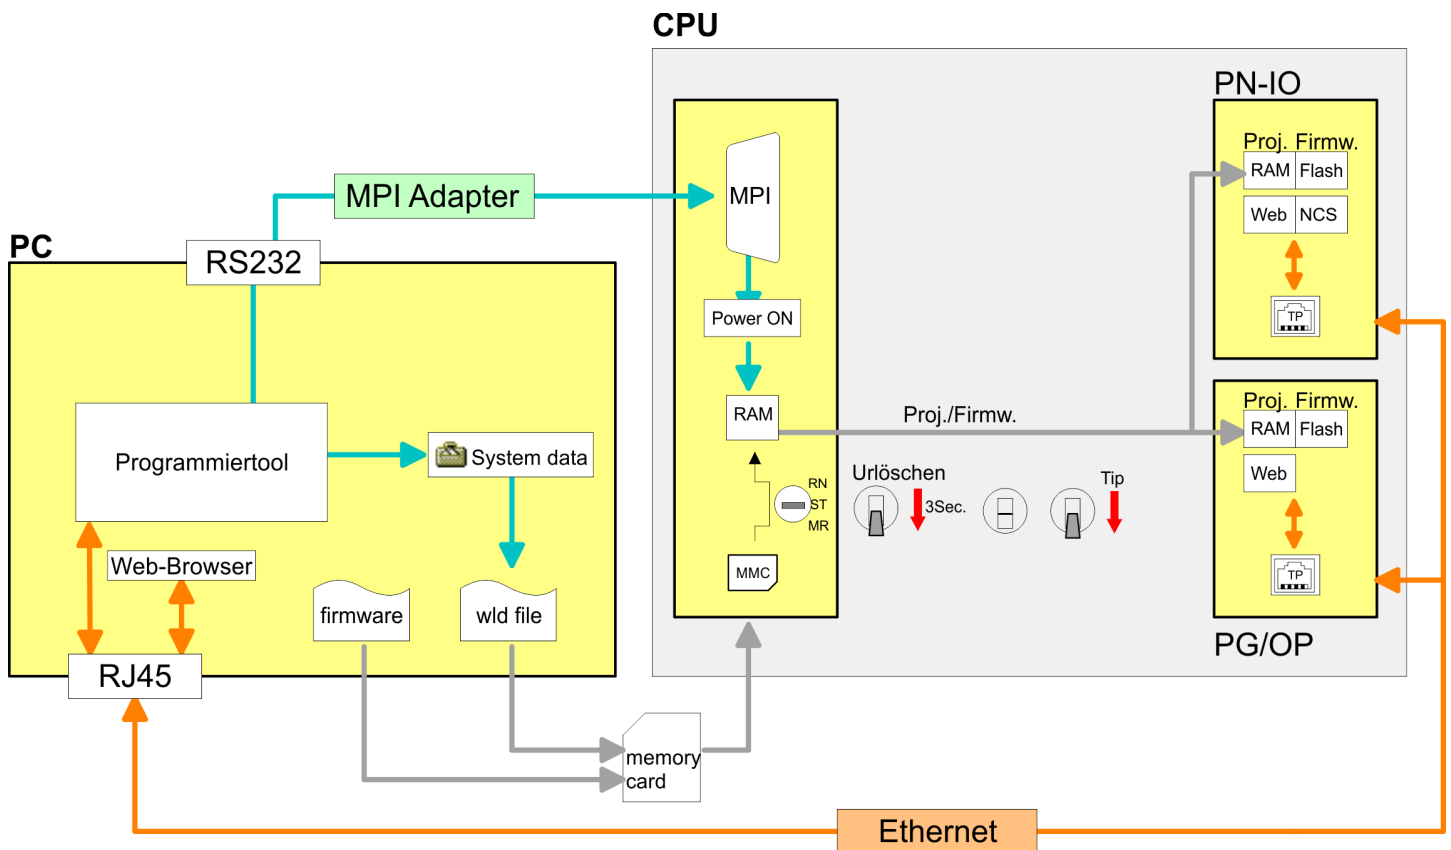 CPU
PN-IO
Proj. Firmw.
RAM Flash
Web NCS
TP
MPI Adapter
MPI
PC
RS232
Power ON
RAM
Proj./Firmw.
Proj. Firmw.
RAM Flash
Web
TP
PG/OP
Programmiertool
System data
RN
ST
MR
Urlöschen
3Sec.
Tip
MMC
Web-Browser
firmware
wld file
RJ45
memory
card
Ethernet